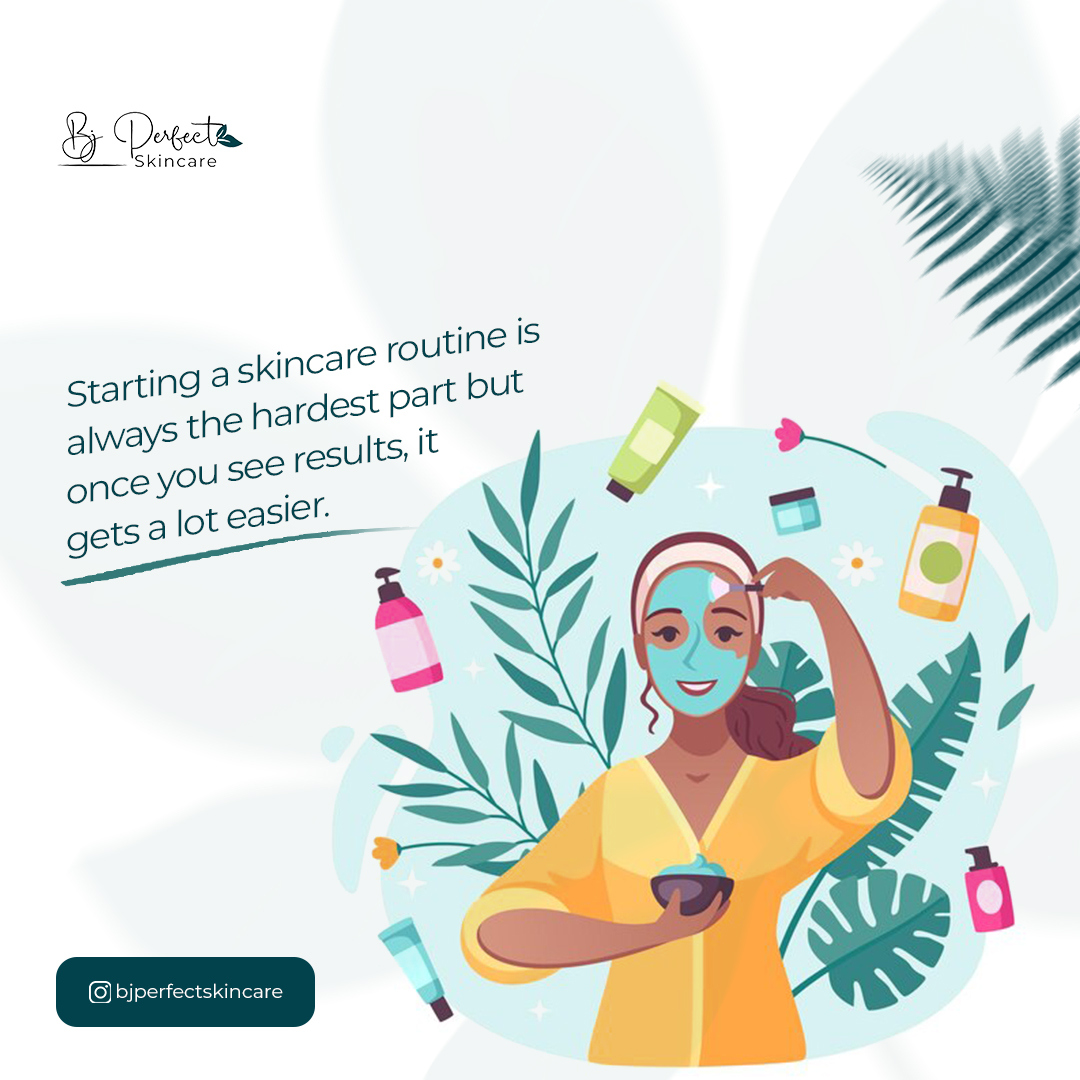 Bj Perfect
Skincare
Starting a skincare routine is
always the hardest part but
once you see results, it
gets a lot easier.
bjperfectskincare